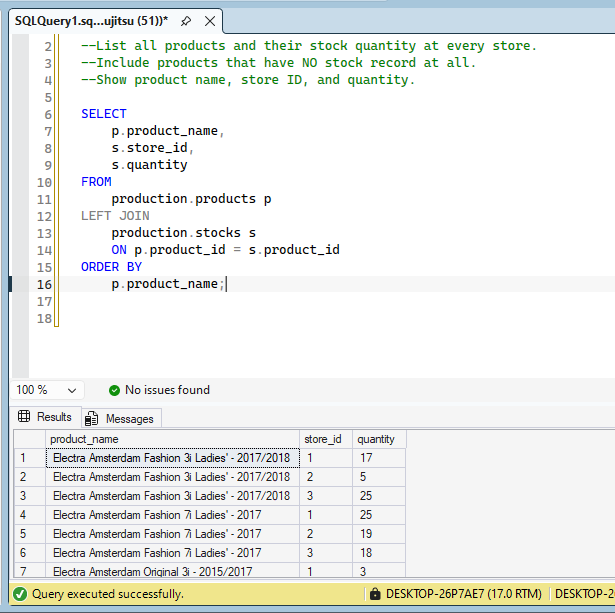 SQLQuery1.sq...ujitsu (51))*
2 --List all products and their stock quantity at every store.
3 --Include products that have NO stock record at all.
4 --Show product name, store ID, and quantity.
5
6 SELECT
7 p.product_name,
8 s.store_id,
9 s.quantity
10 FROM
11 production.products p
12 LEFT JOIN
13 production.stocks s
14 ON p.product_id = s.product_id
15 ORDER BY
16 p.product_name;
17
18
100 % No issues found
Results Messages
product_name store_id quantity
1 Electra Amsterdam Fashion 3i Ladies' - 2017/2018 1 17
2 Electra Amsterdam Fashion 3i Ladies' - 2017/2018 2 5
3 Electra Amsterdam Fashion 3i Ladies' - 2017/2018 3 25
4 Electra Amsterdam Fashion 7i Ladies' - 2017 1 25
5 Electra Amsterdam Fashion 7i Ladies' - 2017 2 19
6 Electra Amsterdam Fashion 7i Ladies' - 2017 3 18
7 Electra Amsterdam Original 3i - 2015/2017 1 3
Query executed successfully. DESKTOP-26P7AE7 (17.0 RTM) DESKTOP-2